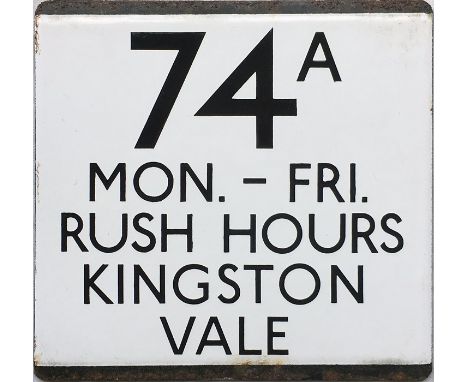 74A
MON. - FRI.
RUSH HOURS
KINGSTON
VALE